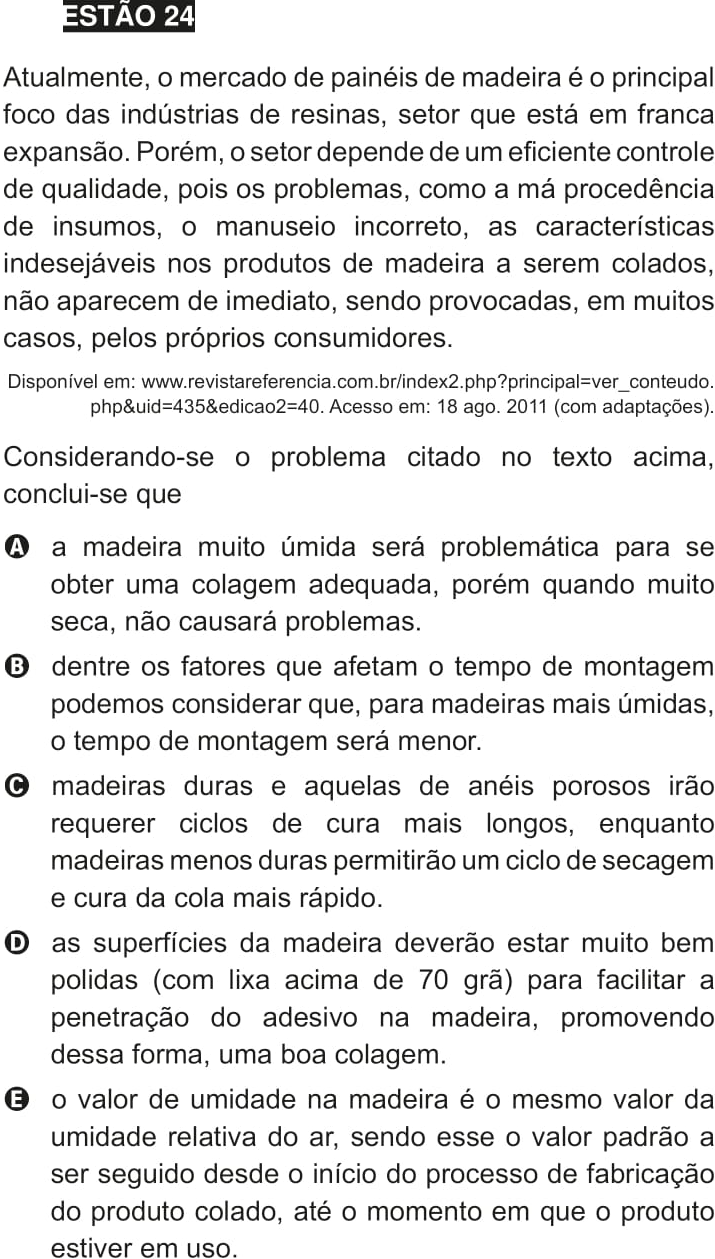 ESTÃO 24
Atualmente, o mercado de painéis de madeira é o principal
foco das indústrias de resinas, setor que está em franca
expansão. Porém, o setor depende de um eficiente controle
de qualidade, pois os problemas, como a má procedência
de insumos, o manuseio incorreto, as características
indesejáveis nos produtos de madeira a serem colados,
não aparecem de imediato, sendo provocadas, em muitos
casos, pelos próprios consumidores.
Disponível em: www.revistareferencia.com.br/index2.php?principal=ver_conteudo.
php&uid=435&edicao2=40. Acesso em: 18 ago. 2011 (com adaptações).
Considerando-se o problema citado no texto acima,
conclui-se que
A a madeira muito úmida será problemática para se
obter uma colagem adequada, porém quando muito
seca, não causará problemas.
B dentre os fatores que afetam o tempo de montagem
podemos considerar que, para madeiras mais úmidas,
o tempo de montagem será menor.
C madeiras duras e aquelas de anéis porosos irão
requerer ciclos de cura mais longos, enquanto
madeiras menos duras permitirão um ciclo de secagem
e cura da cola mais rápido.
D as superfícies da madeira deverão estar muito bem
polidas (com lixa acima de 70 grã) para facilitar a
penetração do adesivo na madeira, promovendo
dessa forma, uma boa colagem.
E o valor de umidade na madeira é o mesmo valor da
umidade relativa do ar, sendo esse o valor padrão a
ser seguido desde o início do processo de fabricação
do produto colado, até o momento em que o produto
estiver em uso.